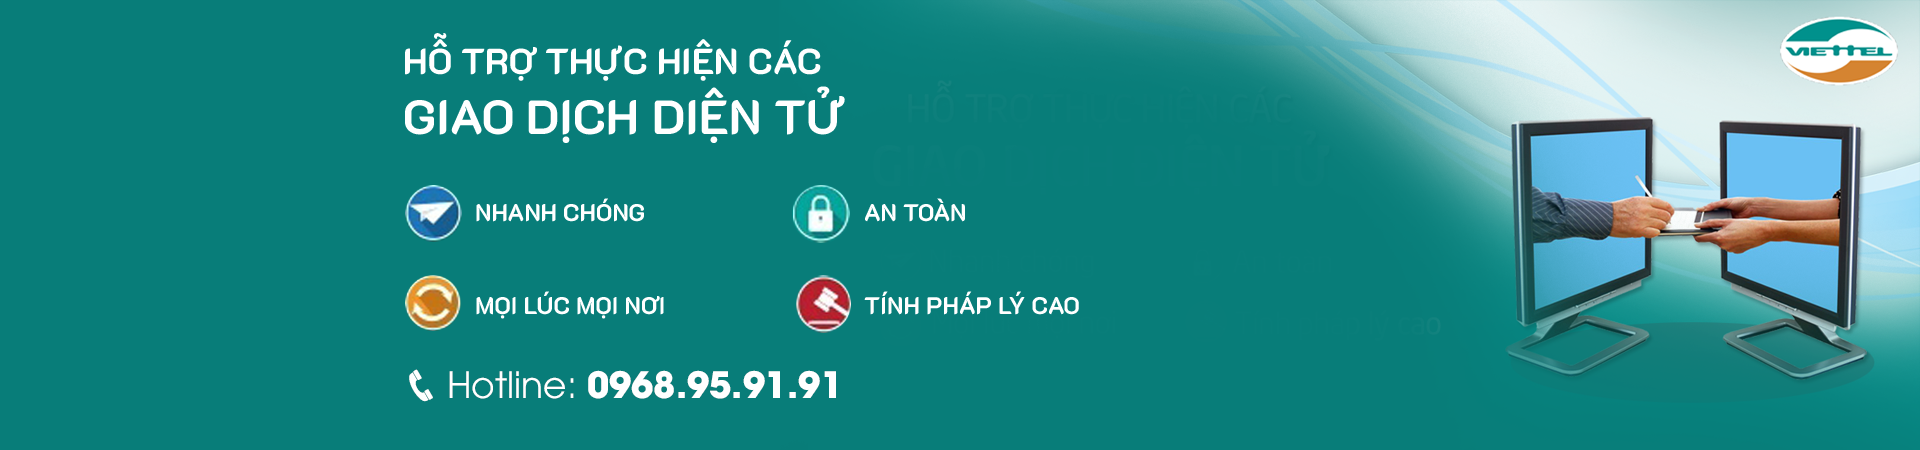 HỖ TRỢ THỰC HIỆN CÁC
GIAO DỊCH DIỆN TỬ
NHANH CHÓNG
AN TOÀN
MỌI LÚC MỌI NƠI
TÍNH PHÁP LÝ CAO
Hotline: 0968.95.91.91
VIETTEL